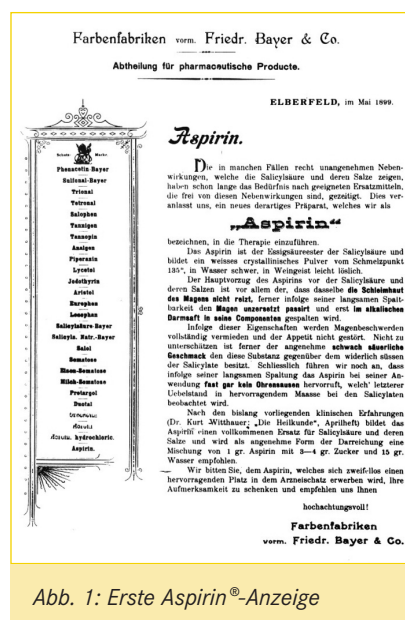 Farbenfabriken vorm. Friedr. Bayer & Co.
Abtheilung für pharmaceutische Producte.
ELBERFELD, im Mai 1899.
Schutz Marke
Phenacetin-Bayer
Sulfonal-Bayer
Trional
Tetronal
Salophen
Tannigen
Tannopin
Analgen
Piperazin
Lycetol
Jodothyrin
Aristol
Europhen
Losophan
Salicylsäure-Bayer
Salicyls. Natr.-Bayer
Salol
Somatose
Eisen-Somatose
Milch-Somatose
Protargol
Duotal
hydrochloric.
Aspirin.
Aspirin.
Die in manchen Fällen recht unangenehmen Neben-
wirkungen, welche die Salicylsäure und deren Salze zeigen,
haben schon lange das Bedürfnis nach geeigneten Ersatzmitteln,
die frei von diesen Nebenwirkungen sind, gezeitigt. Dies ver-
anlasst uns, ein neues derartiges Präparat, welches wir als
„Aspirin“
bezeichnen, in die Therapie einzuführen.
Das Aspirin ist der Essigsäureester der Salicylsäure und
bildet ein weisses crystallinisches Pulver vom Schmelzpunkt
135°, in Wasser schwer, in Weingeist leicht löslich.
Der Hauptvorzug des Aspirins vor der Salicylsäure und
deren Salzen ist vor allem der, dass dasselbe die Schleimhaut
des Magens nicht reizt, ferner infolge seiner langsamen Spalt-
barkeit den Magen unzersetzt passirt und erst im alkalischen
Darmsaft in seine Componenten gespalten wird.
Infolge dieser Eigenschaften werden Magenbeschwerden
vollständig vermieden und der Appetit nicht gestört. Nicht zu
unterschätzen ist ferner der angenehme schwach säuerliche
Geschmack den diese Substanz gegenüber dem widerlich süssen
der Salicylate besitzt. Schliesslich führen wir noch an, dass
infolge seiner langsamen Spaltung das Aspirin bei seiner An-
wendung fast gar kein Ohrensausen hervorruft, welch' letzterer
Uebelstand in hervorragendem Maasse bei den Salicylaten
beobachtet wird.
Nach den bislang vorliegenden klinischen Erfahrungen
(Dr. Kurt Witthauer; „Die Heilkunde“, Aprilheft) bildet das
Aspirin einen vollkommenen Ersatz für Salicylsäure und deren
Salze und wird als angenehme Form der Darreichung eine
Mischung von 1 gr. Aspirin mit 3—4 gr. Zucker und 15 gr.
Wasser empfohlen.
Wir bitten Sie, dem Aspirin, welches sich zweifellos einen
hervorragenden Platz in dem Arzneischatz erwerben wird, Ihre
Aufmerksamkeit zu schenken und empfehlen uns Ihnen
hochachtungsvoll!
Farbenfabriken
vorm. Friedr. Bayer & Co.
Abb. 1: Erste Aspirin®-Anzeige